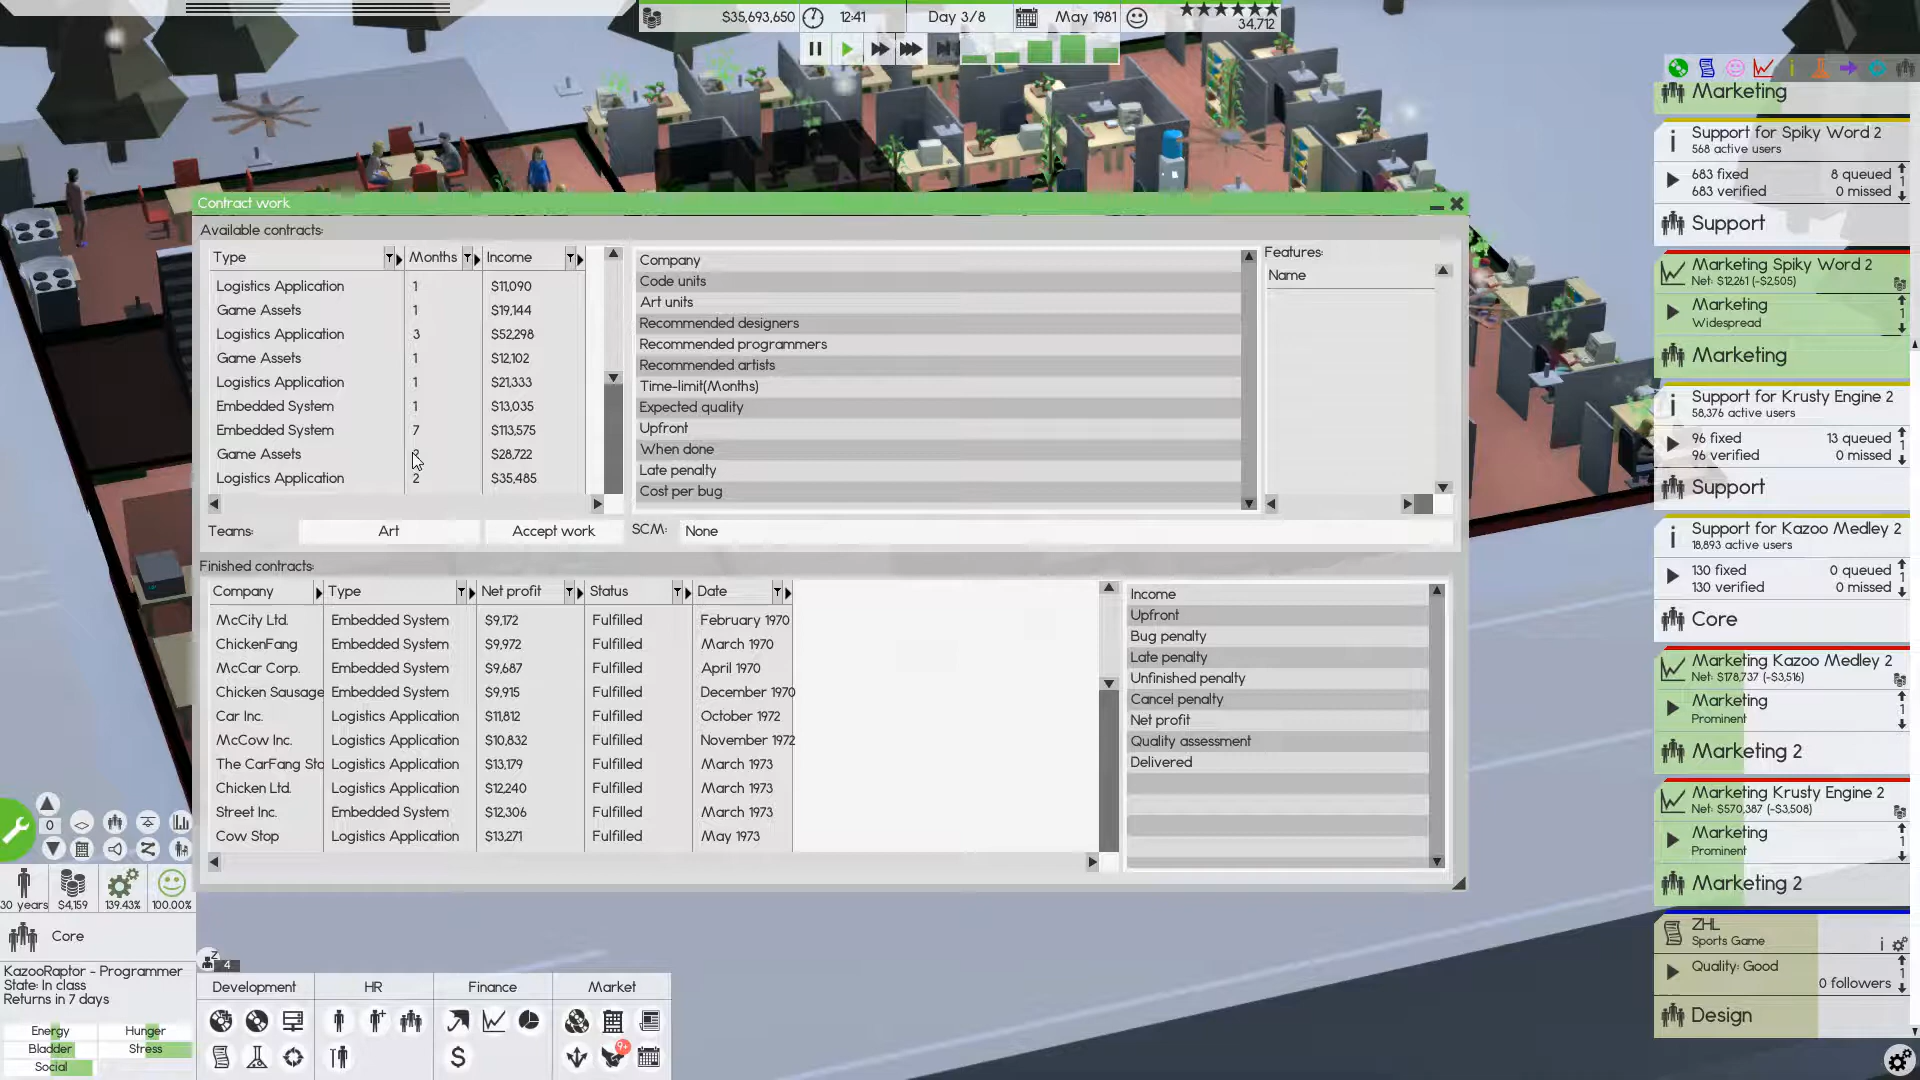 $35,693,650
12:41
Day 3/8
May 1981
34,712
Contract work
Available contracts:
Type Months Income
Logistics Application 1 $11,090
Game Assets 1 $19,144
Logistics Application 3 $52,298
Game Assets 1 $12,102
Logistics Application 1 $21,333
Embedded System 1 $13,035
Embedded System 7 $113,575
Game Assets $28,722
Logistics Application 2 $35,485
Company
Code units
Art units
Recommended designers
Recommended programmers
Recommended artists
Time-limit(Months)
Expected quality
Upfront
When done
Late penalty
Cost per bug
Features:
Name
Teams: Art Accept work SCM: None
Finished contracts:
Company Type Net profit Status Date
McCity Ltd. Embedded System $9,172 Fulfilled February 1970
ChickenFang Embedded System $9,972 Fulfilled March 1970
McCar Corp. Embedded System $9,687 Fulfilled April 1970
Chicken Sausage Embedded System $9,915 Fulfilled December 1970
Car Inc. Logistics Application $11,812 Fulfilled October 1972
McCow Inc. Logistics Application $10,832 Fulfilled November 1972
The CarFang Sto Logistics Application $13,179 Fulfilled March 1973
Chicken Ltd. Logistics Application $12,240 Fulfilled March 1973
Street Inc. Embedded System $12,306 Fulfilled March 1973
Cow Stop Logistics Application $13,271 Fulfilled May 1973
Income
Upfront
Bug penalty
Late penalty
Unfinished penalty
Cancel penalty
Net profit
Quality assessment
Delivered
Marketing
Support for Spiky Word 2
568 active users
683 fixed 8 queued
683 verified 0 missed
1
Support
Marketing Spiky Word 2
Net: $12,261 (-$2,505)
Marketing
Widespread
1
Marketing
Support for Krusty Engine 2
58,376 active users
96 fixed 13 queued
96 verified 0 missed
1
Support
Support for Kazoo Medley 2
18,893 active users
130 fixed 0 queued
130 verified 0 missed
1
Core
Marketing Kazoo Medley 2
Net: $178,737 (-$3,516)
Marketing
Prominent
1
Marketing 2
Marketing Krusty Engine 2
Net: $570,387 (-$3,508)
Marketing
Prominent
1
Marketing 2
ZHL
Sports Game
Quality: Good
1
0 followers
Design
0
30 years $4,159 139.43% 100.00%
Core
KazooRaptor - Programmer
State: In class
Returns in 7 days
Energy Hunger
Bladder Stress
Social
Z
4
Development HR Finance Market
9+